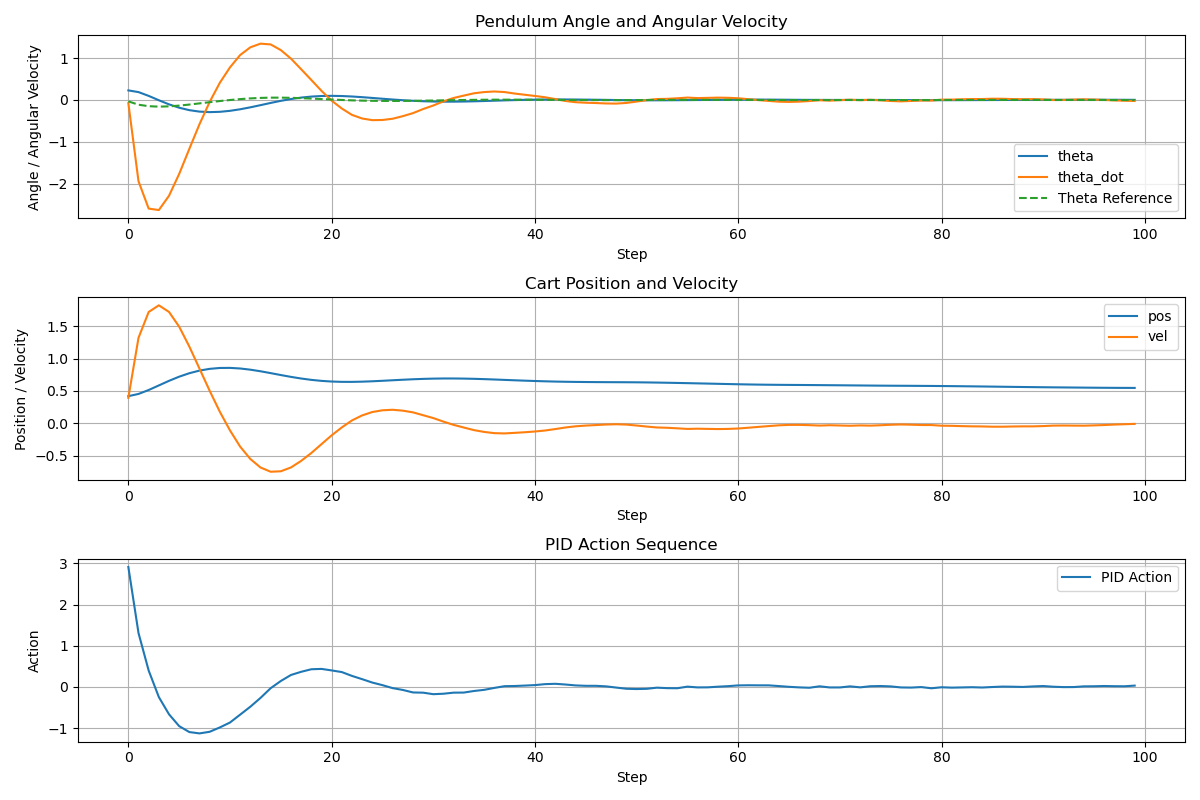 Pendulum Angle and Angular Velocity
Angle / Angular Velocity
1
0
−1
−2
theta
theta_dot
Theta Reference
0 20 40 60 80 100
Step
Cart Position and Velocity
Position / Velocity
1.5
1.0
0.5
0.0
−0.5
pos
vel
0 20 40 60 80 100
Step
PID Action Sequence
Action
3
2
1
0
−1
PID Action
0 20 40 60 80 100
Step